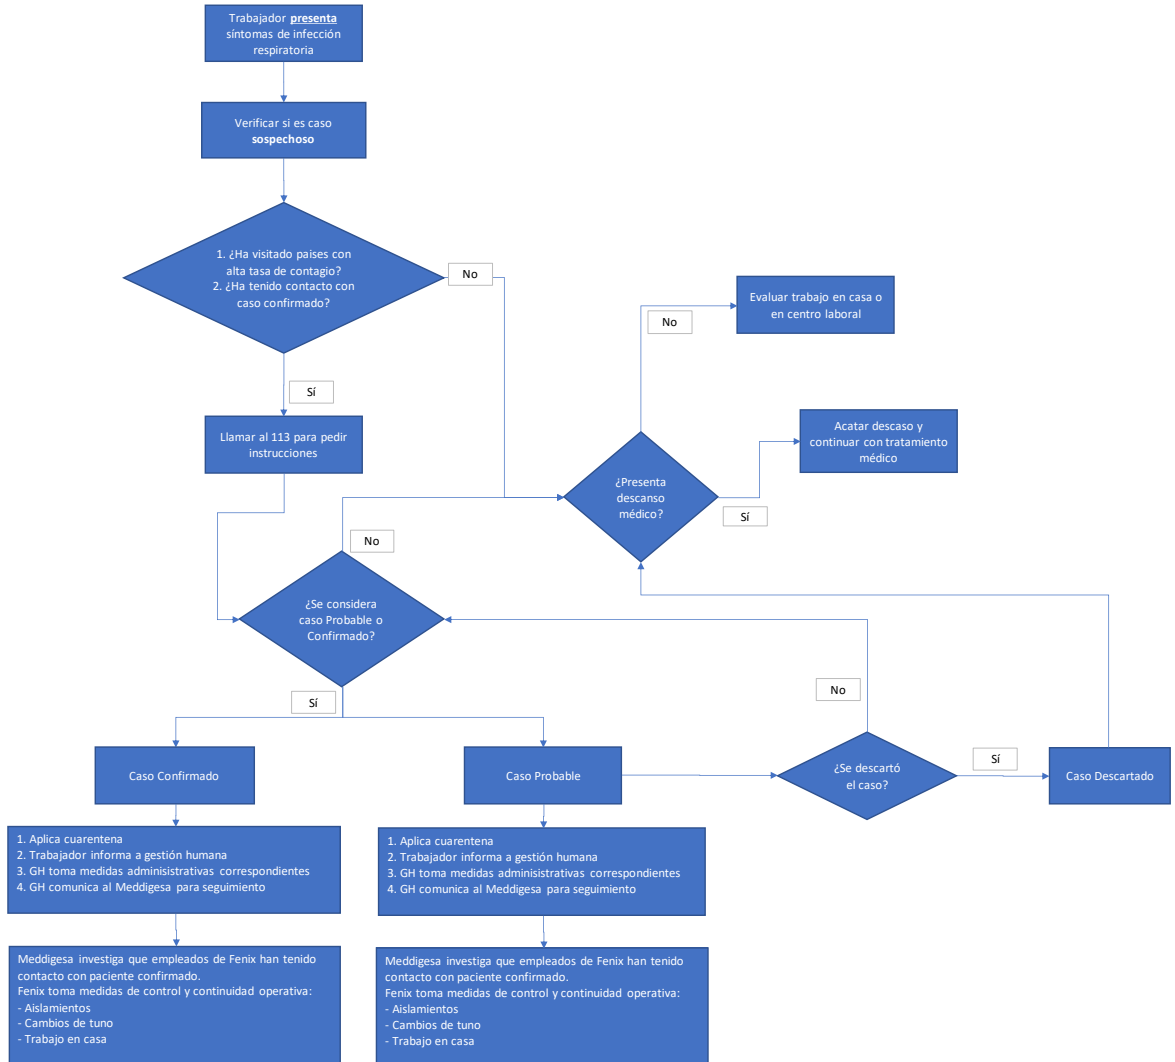 Trabajador presenta
síntomas de infección
respiratoria
Verificar si es caso
sospechoso
1. ¿Ha visitado paises con
alta tasa de contagio?
2. ¿Ha tenido contacto con
caso confirmado?
No
Sí
Llamar al 113 para pedir
instrucciones
Evaluar trabajo en casa o
en centro laboral
No
Acatar descaso y
continuar con tratamiento
médico
¿Presenta
descanso
médico?
Sí
No
¿Se considera
caso Probable o
Confirmado?
Sí
No
Caso Confirmado
Caso Probable
¿Se descartó
el caso?
Sí
Caso Descartado
1. Aplica cuarentena
2. Trabajador informa a gestión humana
3. GH toma medidas adminisistrativas correspondientes
4. GH comunica al Meddigesa para seguimiento
1. Aplica cuarentena
2. Trabajador informa a gestión humana
3. GH toma medidas adminisistrativas correspondientes
4. GH comunica al Meddigesa para seguimiento
Meddigesa investiga que empleados de Fenix han tenido
contacto con paciente confirmado.
Fenix toma medidas de control y continuidad operativa:
- Aislamientos
- Cambios de tuno
- Trabajo en casa
Meddigesa investiga que empleados de Fenix han tenido
contacto con paciente confirmado.
Fenix toma medidas de control y continuidad operativa:
- Aislamientos
- Cambios de tuno
- Trabajo en casa